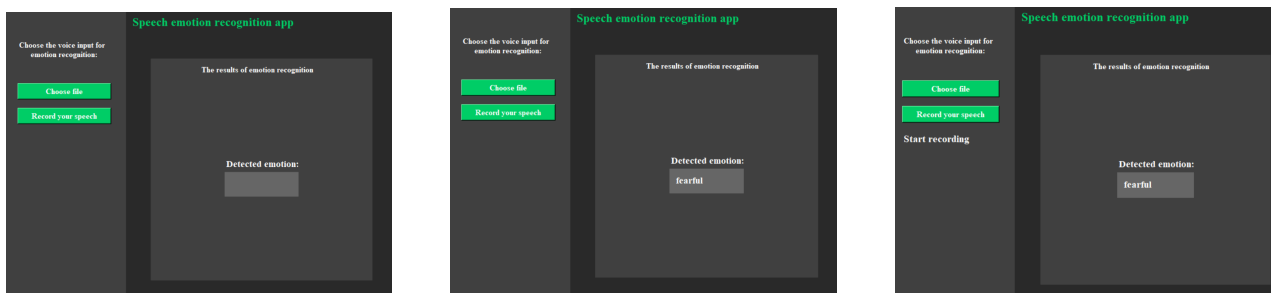 Speech emotion recognition app
Choose the voice input for
emotion recognition:
Choose file
Record your speech
The results of emotion recognition
Detected emotion:
Speech emotion recognition app
Choose the voice input for
emotion recognition:
Choose file
Record your speech
The results of emotion recognition
Detected emotion:
fearful
Speech emotion recognition app
Choose the voice input for
emotion recognition:
Choose file
Record your speech
Start recording
The results of emotion recognition
Detected emotion:
fearful